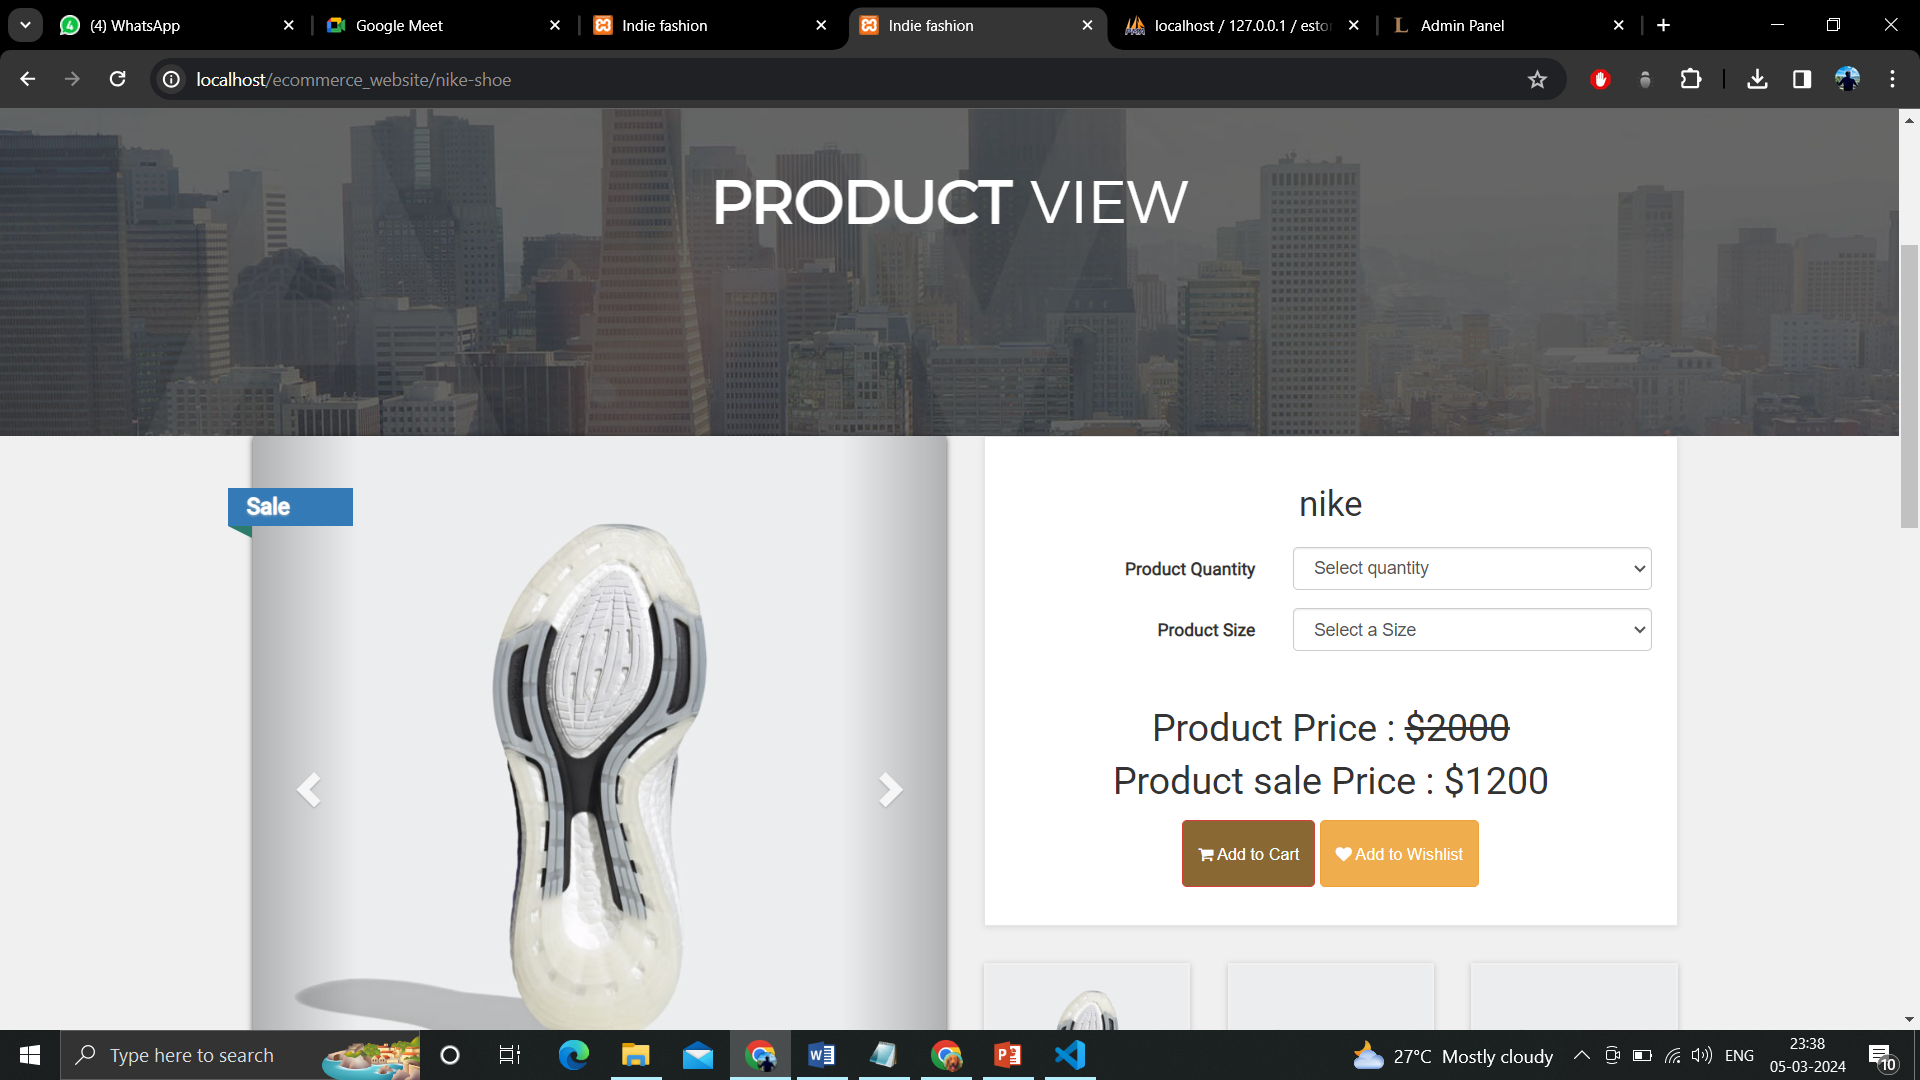 (4) WhatsApp
Google Meet
Indie fashion
Indie fashion
localhost / 127.0.0.1 / esto
Admin Panel
localhost/ecommerce_website/nike-shoe
PRODUCT VIEW
Sale
nike
Product Quantity
Select quantity
Product Size
Select a Size
Product Price : $2000
Product sale Price : $1200
Add to Cart
Add to Wishlist
Type here to search
27°C Mostly cloudy
ENG
23:38
05-03-2024
10